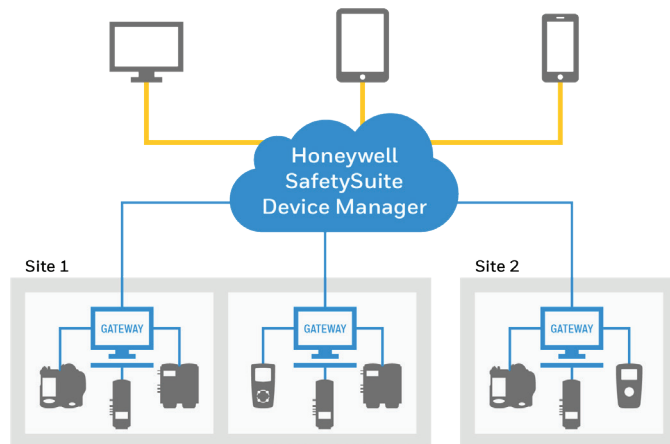 Honeywell
SafetySuite
Device Manager
Site 1
Site 2
GATEWAY
GATEWAY
GATEWAY